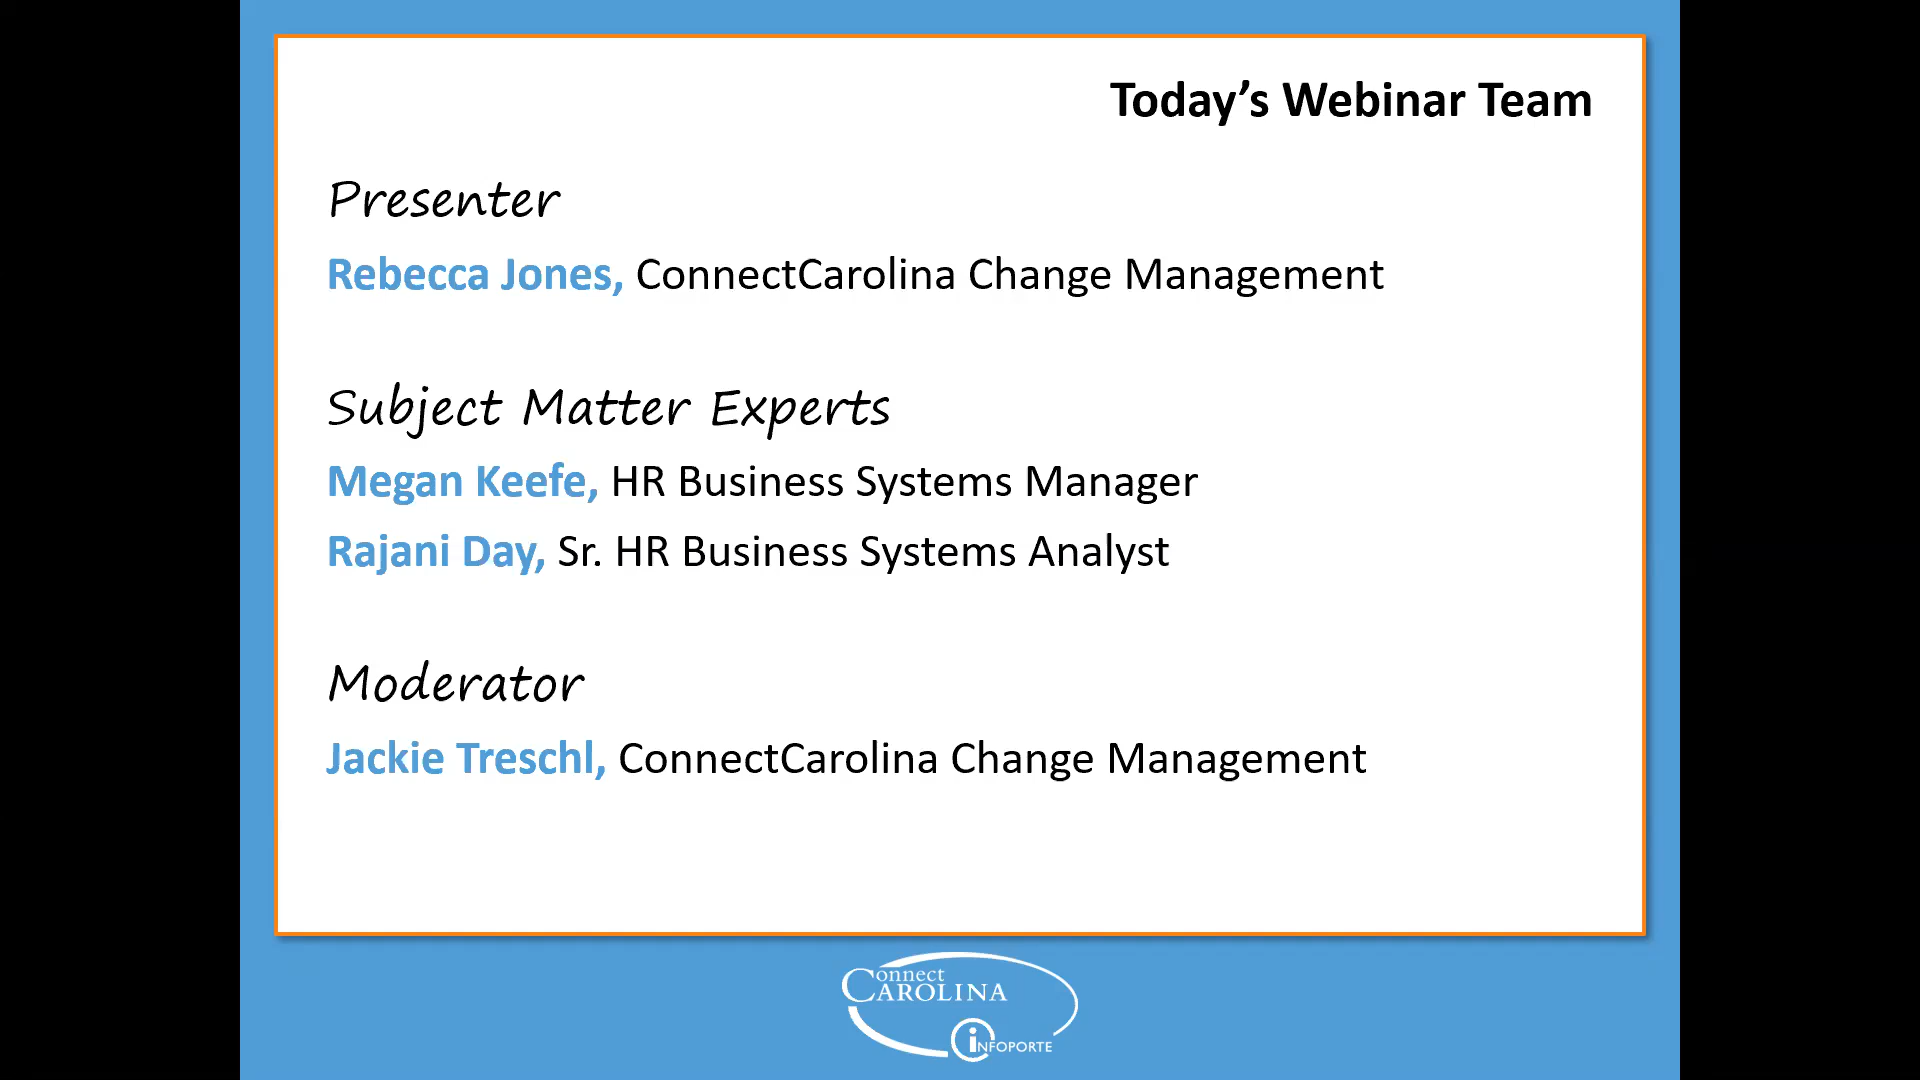 Today’s Webinar Team
Presenter
Rebecca Jones, ConnectCarolina Change Management
Subject Matter Experts
Megan Keefe, HR Business Systems Manager
Rajani Day, Sr. HR Business Systems Analyst
Moderator
Jackie Treschl, ConnectCarolina Change Management
Connect
CAROLINA
INFOPORTE